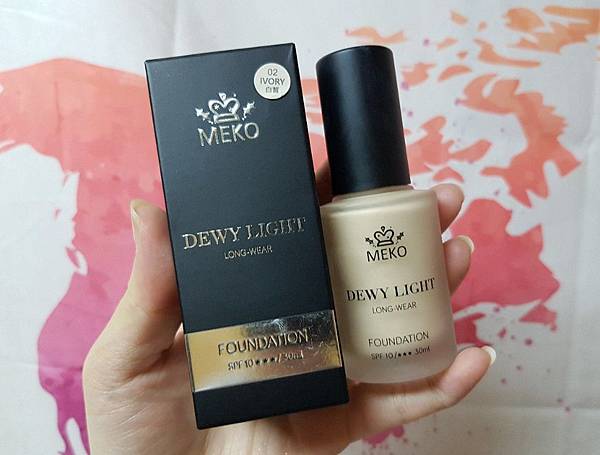 02
IVORY
白皙
MEKO
DEWY LIGHT
LONG-WEAR
FOUNDATION
SPF 10 ★★★ / 30ml
MEKO
DEWY LIGHT
LONG-WEAR
FOUNDATION
SPF 10 / ★★★ 30ml